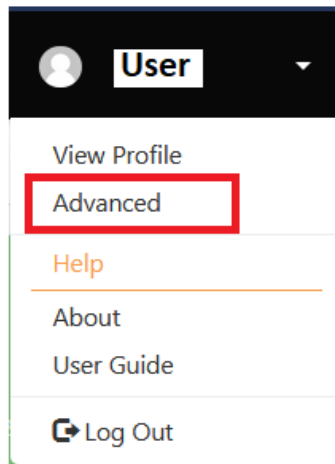 User
View Profile
Advanced
Help
About
User Guide
Log Out